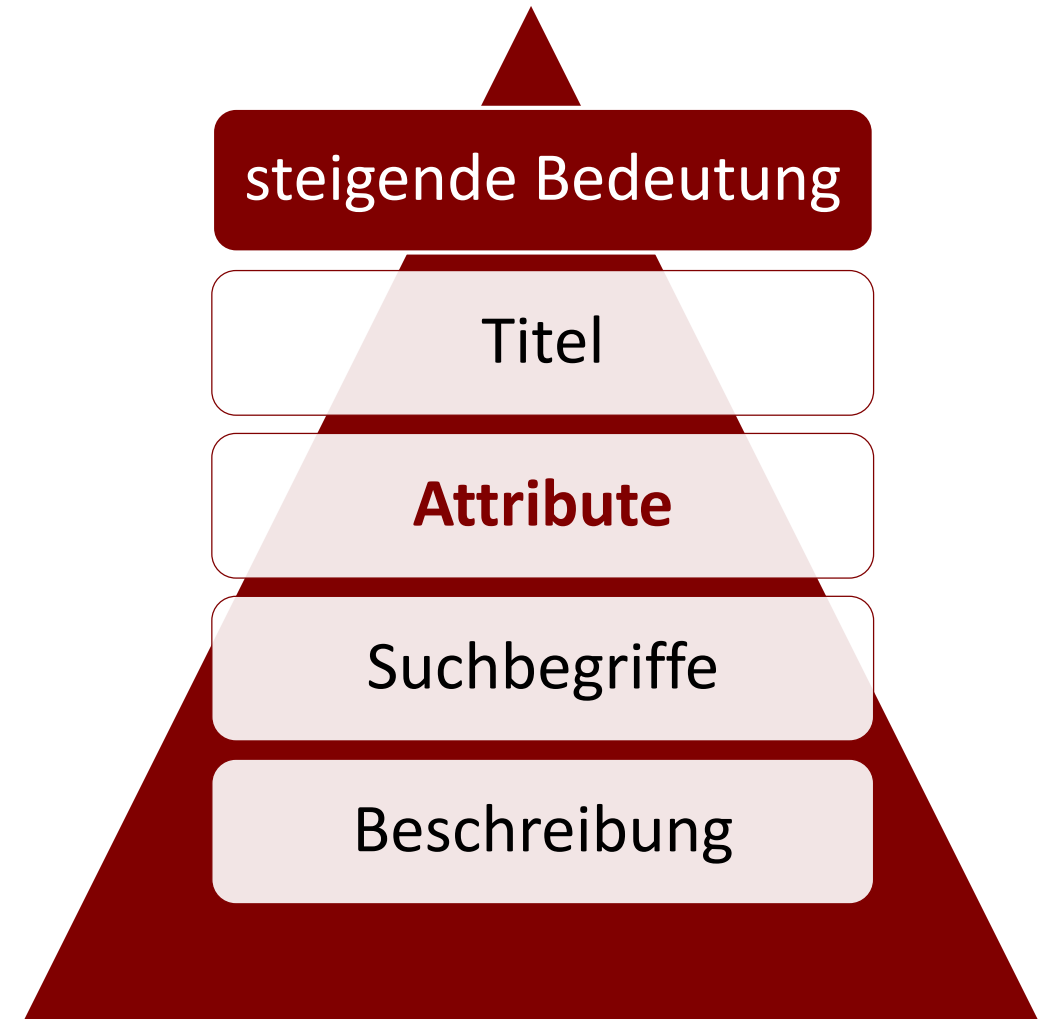 steigende Bedeutung
Titel
Attribute
Suchbegriffe
Beschreibung